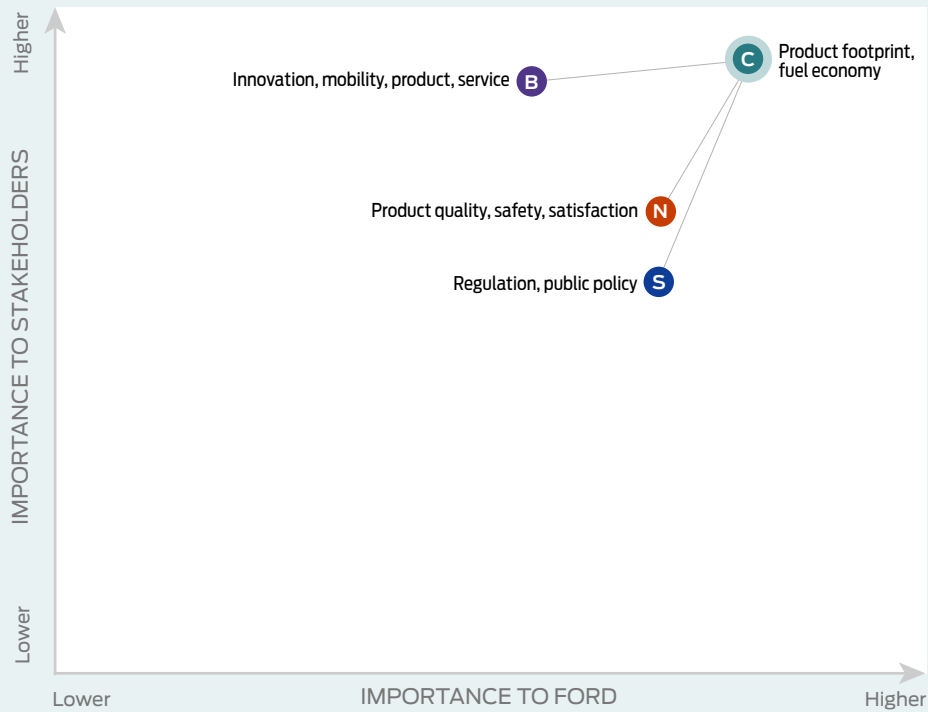 Higher
IMPORTANCE TO STAKEHOLDERS
Lower
Innovation, mobility, product, service
B
C
Product footprint,
fuel economy
Product quality, safety, satisfaction
N
Regulation, public policy
S
Lower
IMPORTANCE TO FORD
Higher